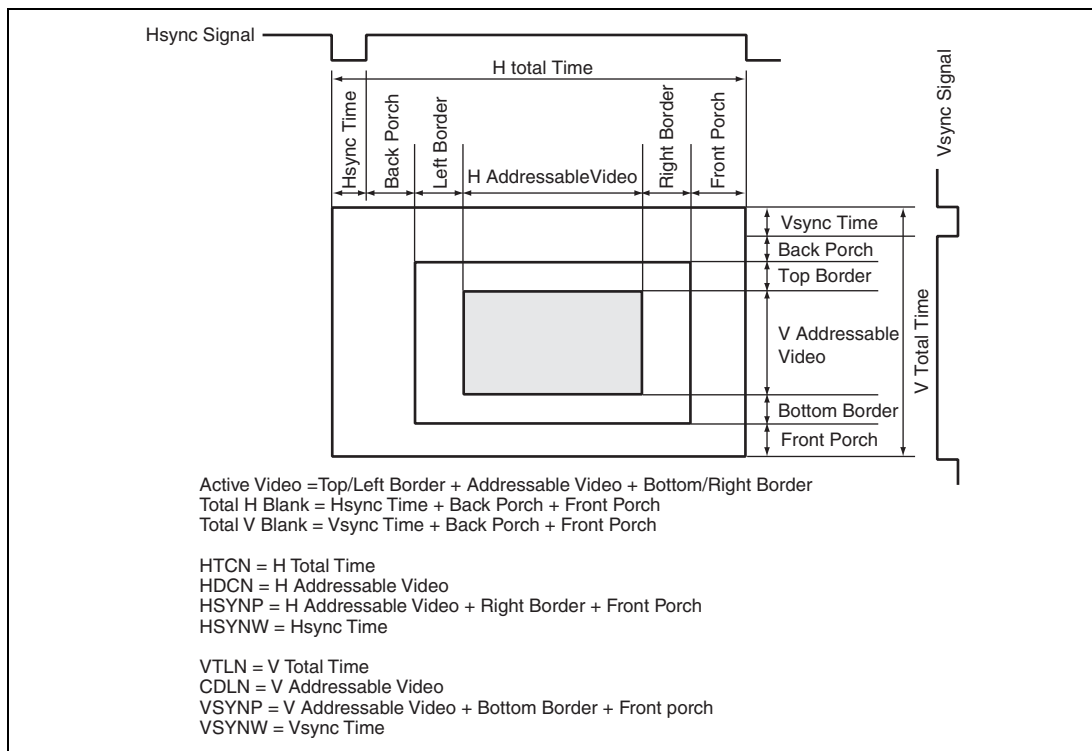 Hsync Signal
H total Time
Hsync Time
Back Porch
Left Border
H AddressableVideo
Right Border
Front Porch
Vsync Signal
Vsync Time
Back Porch
Top Border
V Addressable
Video
V Total Time
Bottom Border
Front Porch
Active Video =Top/Left Border + Addressable Video + Bottom/Right Border
Total H Blank = Hsync Time + Back Porch + Front Porch
Total V Blank = Vsync Time + Back Porch + Front Porch
HTCN = H Total Time
HDCN = H Addressable Video
HSYNP = H Addressable Video + Right Border + Front Porch
HSYNW = Hsync Time
VTLN = V Total Time
CDLN = V Addressable Video
VSYNP = V Addressable Video + Bottom Border + Front porch
VSYNW = Vsync Time